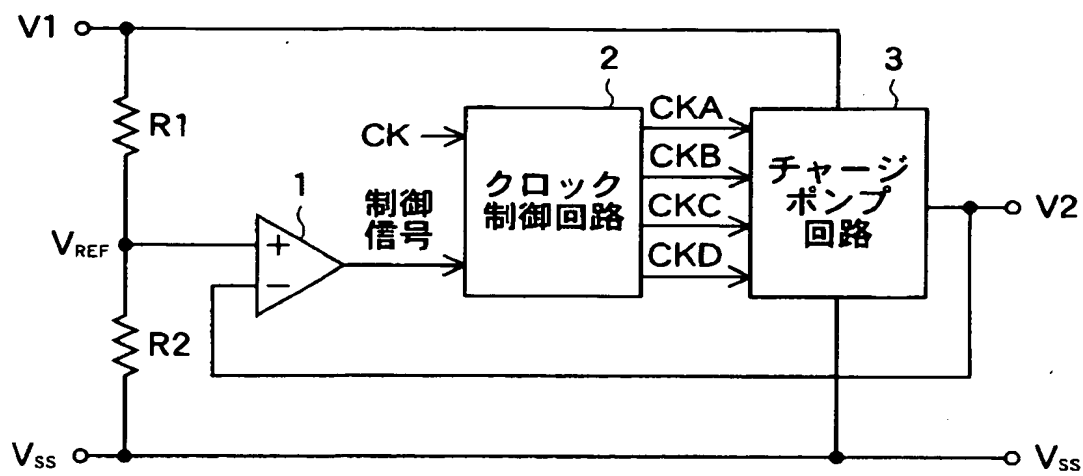 V1
R1
VREF
R2
VSS
1
制御
信号
CK
2
クロック
制御回路
CKA
CKB
CKC
CKD
3
チャージ
ポンプ
回路
V2
VSS
+
−